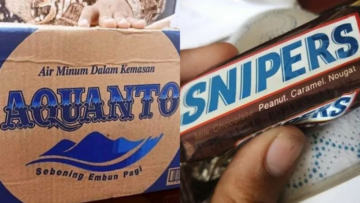 Air Minum Dalam Kemasan
AQUANTO
Sebening Embun Pagi
SNIPERS
Peanut, Caramel, Nougat